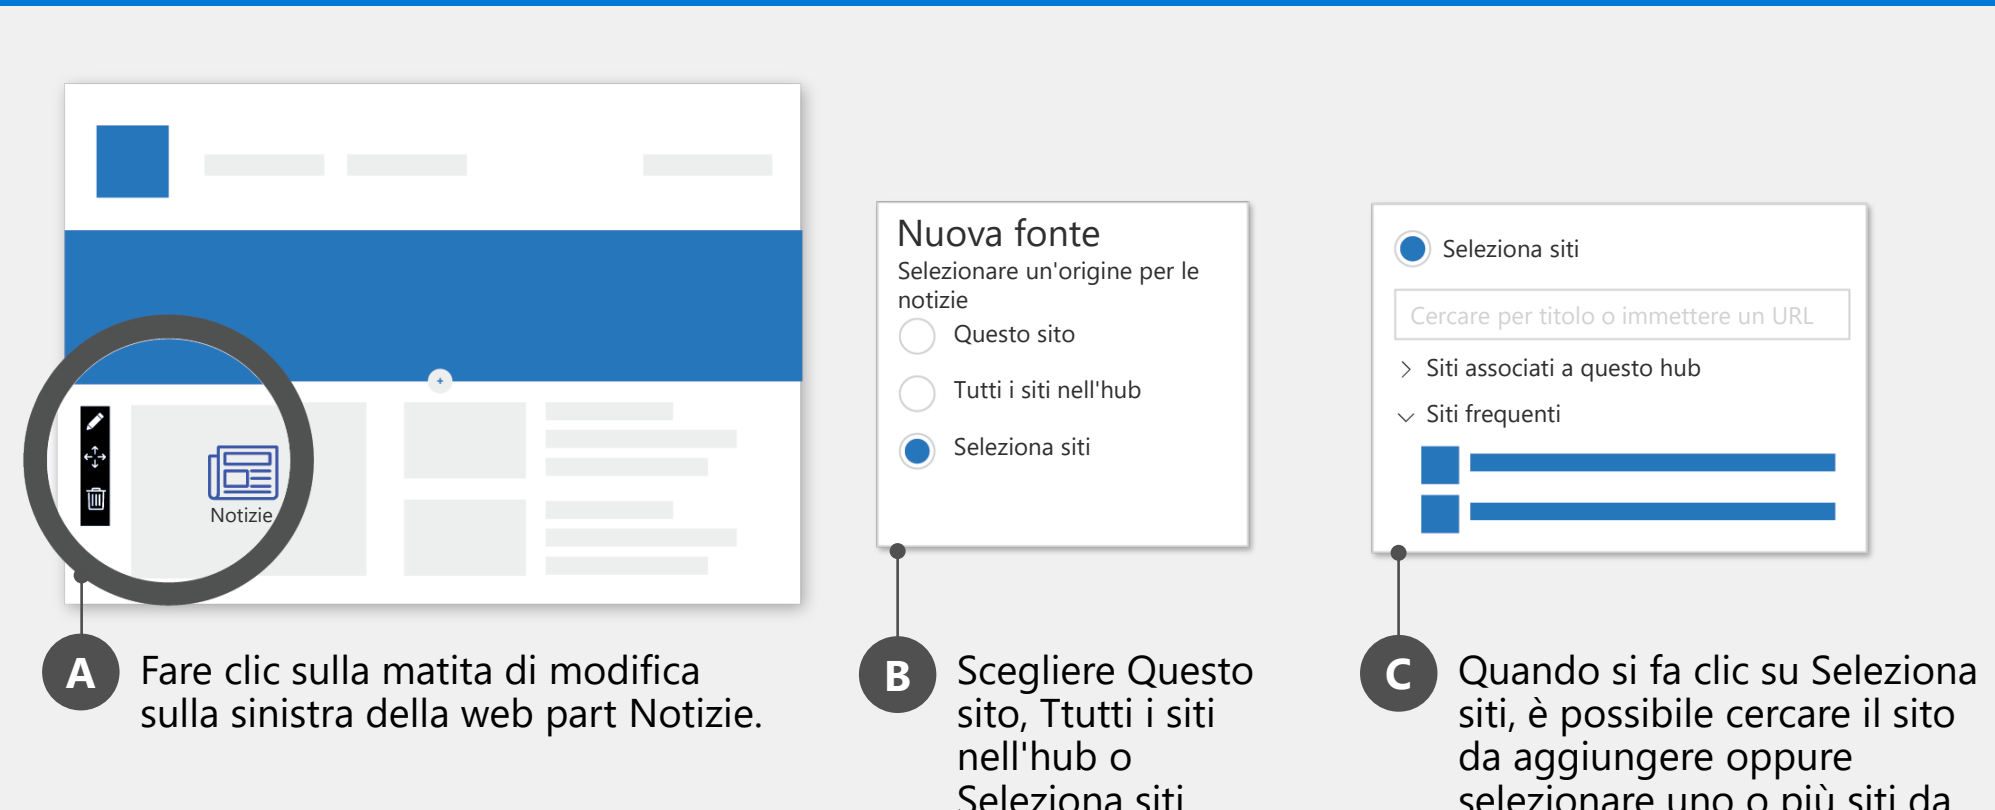 Notizie
A
Fare clic sulla matita di modifica
sulla sinistra della web part Notizie.
Nuova fonte
Selezionare un'origine per le
notizie
Questo sito
Tutti i siti nell'hub
Seleziona siti
B
Scegliere Questo
sito, Ttutti i siti
nell'hub o
Seleziona siti
Seleziona siti
Cercare per titolo o immettere un URL
Siti associati a questo hub
Siti frequenti
C
Quando si fa clic su Seleziona
siti, è possibile cercare il sito
da aggiungere oppure
selezionare uno o più siti da